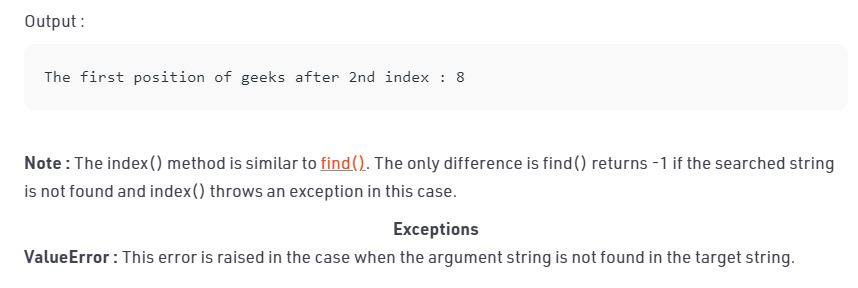 Output :
The first position of geeks after 2nd index : 8
Note : The index() method is similar to find(). The only difference is find() returns -1 if the searched string
is not found and index() throws an exception in this case.
Exceptions
ValueError : This error is raised in the case when the argument string is not found in the target string.